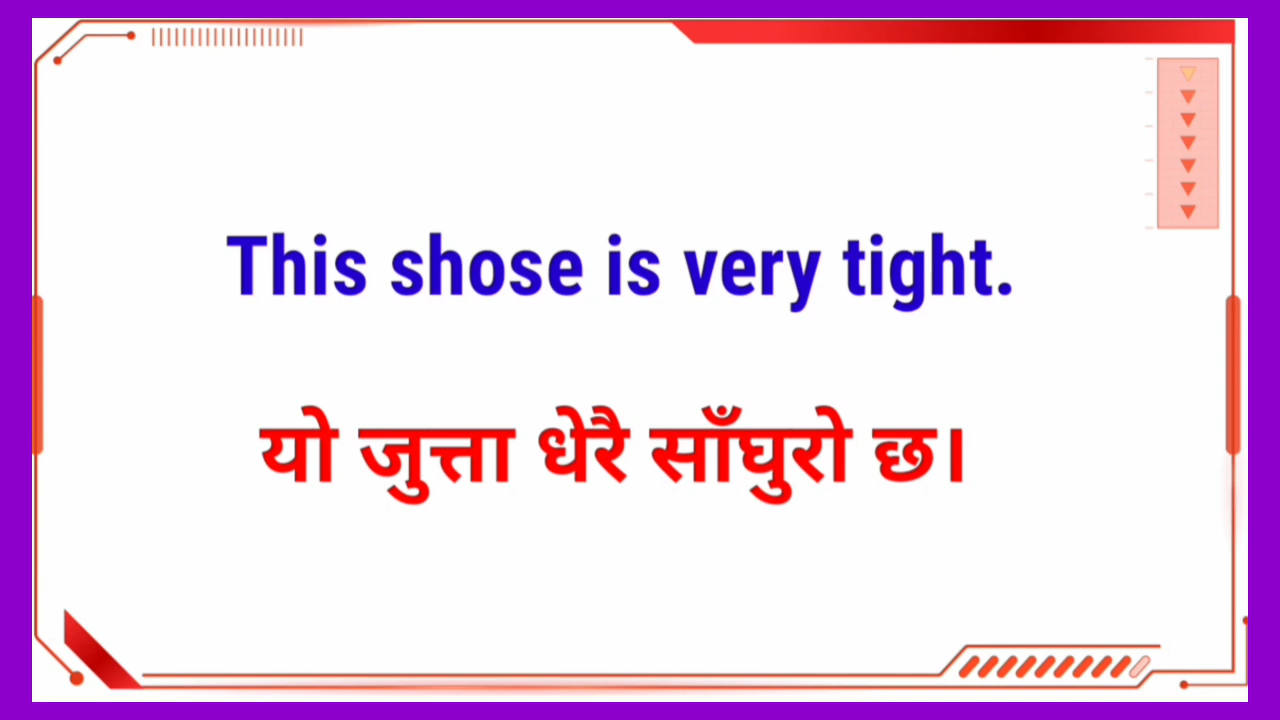 This shose is very tight.
यो जुत्ता धेरै साँघुरो छ।